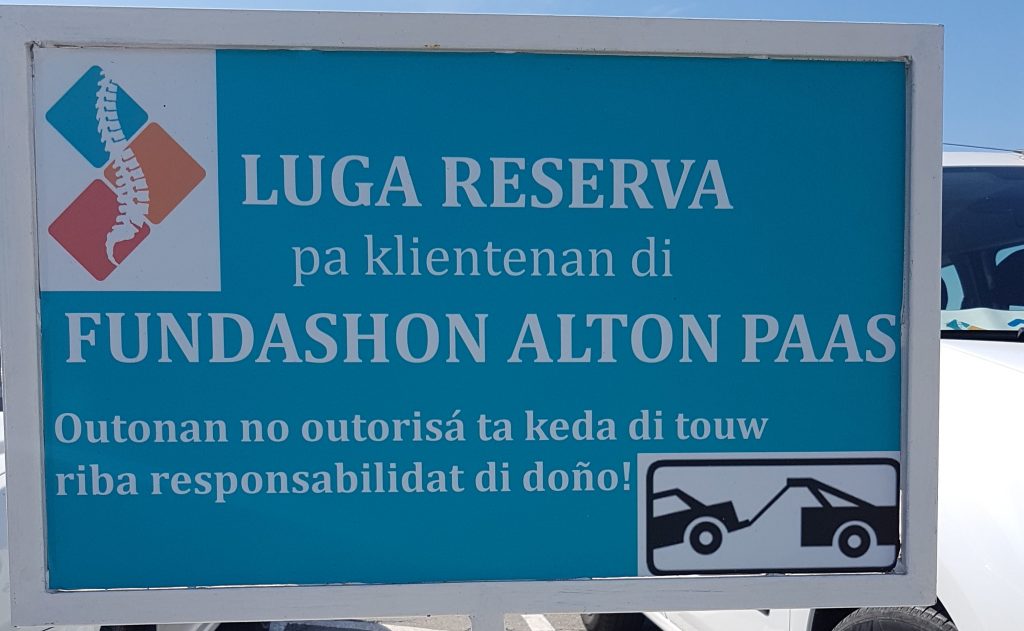 LUGA RESERVA
pa klientenan di
FUNDASHON ALTON PAAS
Outonan no outorisá ta keda di touw
riba responsabilidat di doño!